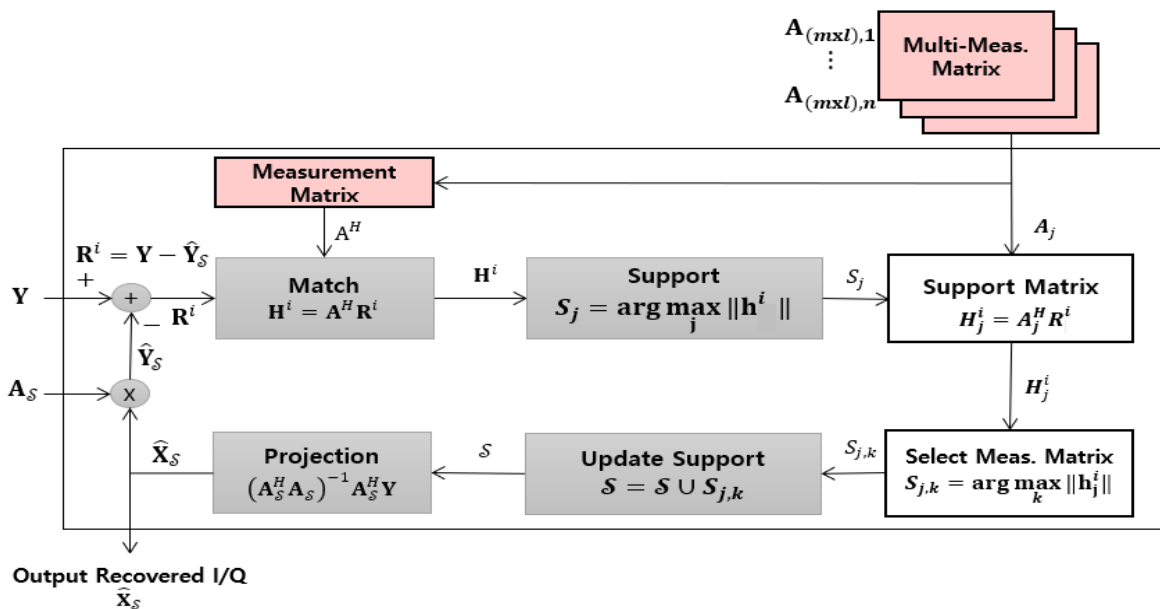 A(mxl),1
⋮
A(mxl),n
Multi-Meas.
Matrix
Measurement
Matrix
A^H
A_j
R^i = Y − Ŷ_𝒮
+
Y
+
−
R^i
Match
H^i = A^H R^i
H^i
Support
S_j = arg max_j ‖h^i ‖
S_j
Support Matrix
H_j^i = A_j^H R^i
Ŷ_𝒮
A_𝒮
x
H_j^i
X̂_𝒮
Projection
(A_𝒮^H A_𝒮)^−1 A_𝒮^H Y
𝒮
Update Support
𝒮 = 𝒮 ∪ S_j,k
S_j,k
Select Meas. Matrix
S_j,k = arg max_k ‖h_j^i‖
Output Recovered I/Q
X̂_𝒮